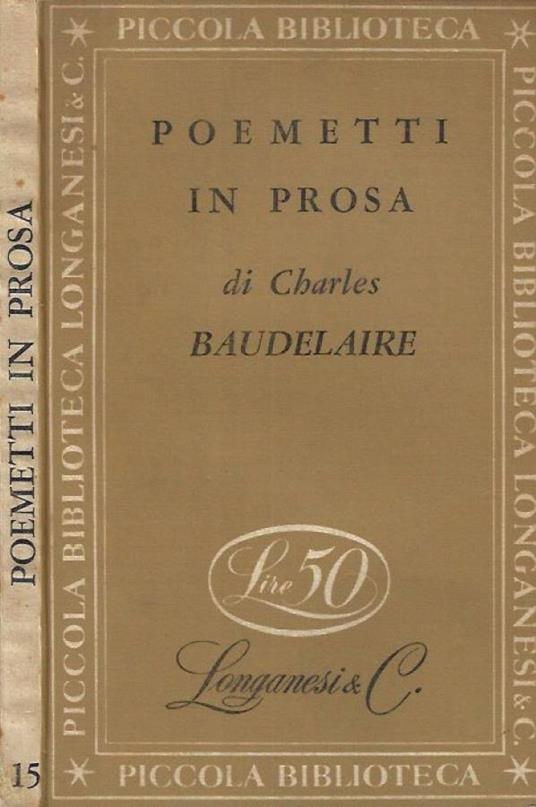 POEMETTI IN PROSA
15
PICCOLA BIBLIOTECA
PICCOLA BIBLIOTECA LONGANESI & C.
PICCOLA BIBLIOTECA LONGANESI & C.
POEMETTI
IN PROSA
di Charles
BAUDELAIRE
Lire 50
Longanesi & C.
PICCOLA BIBLIOTECA